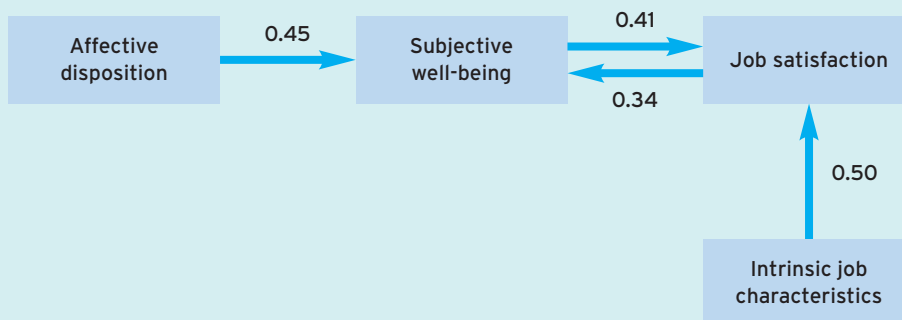 Affective
disposition
0.45
Subjective
well-being
0.41
0.34
Job satisfaction
0.50
Intrinsic job
characteristics